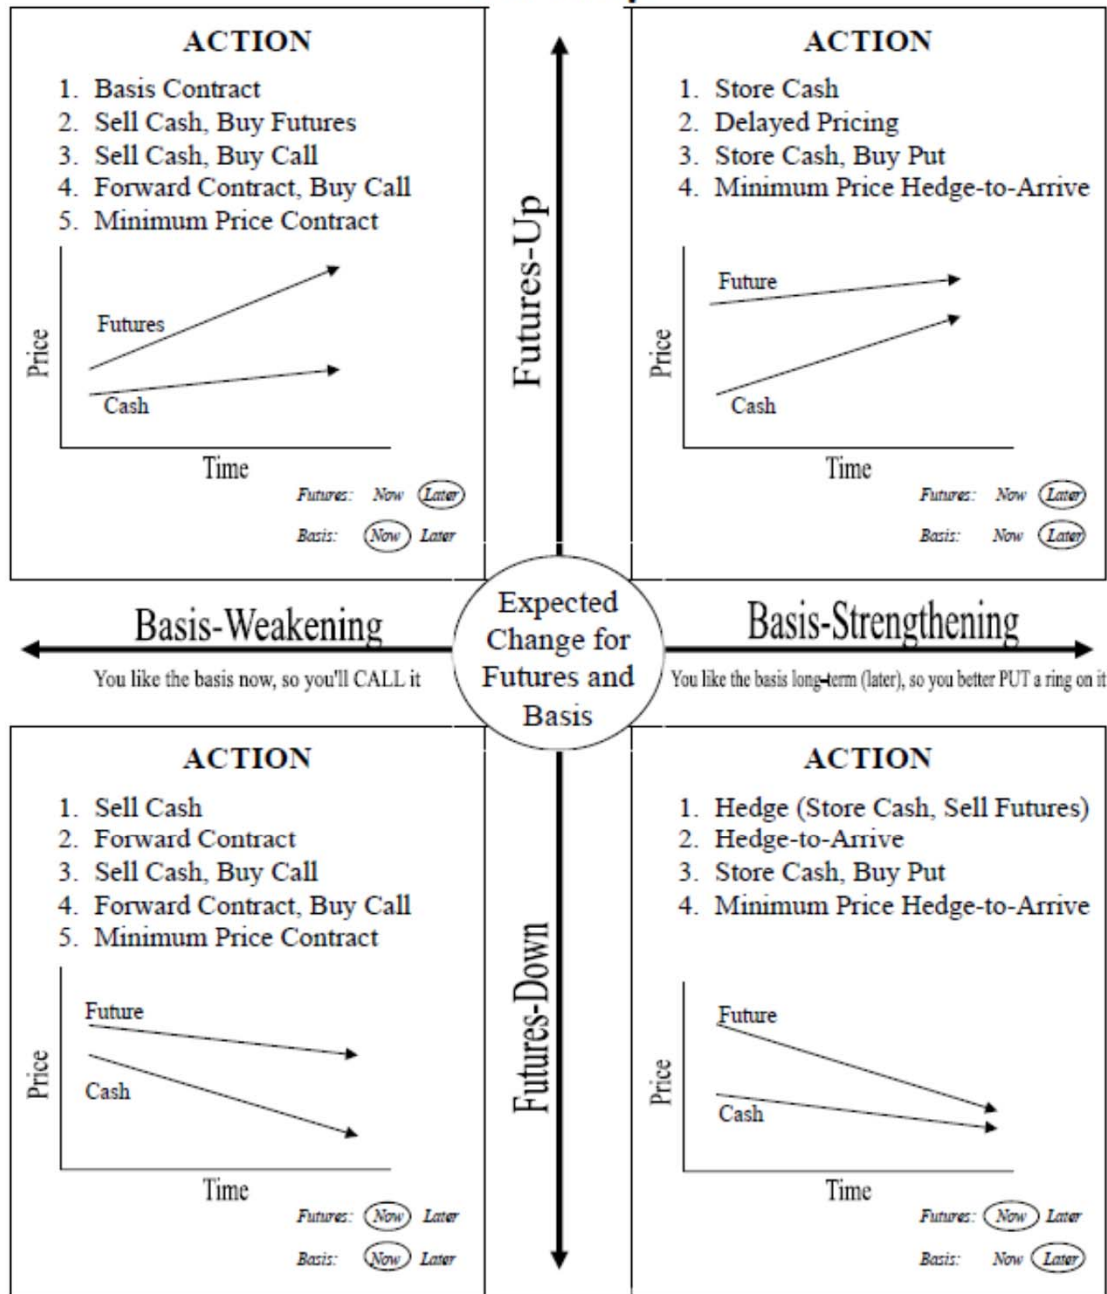 ACTION
1. Basis Contract
2. Sell Cash, Buy Futures
3. Sell Cash, Buy Call
4. Forward Contract, Buy Call
5. Minimum Price Contract
Price
Futures
Cash
Time
Futures: Now Later
Basis: Now Later
Futures-Up
ACTION
1. Store Cash
2. Delayed Pricing
3. Store Cash, Buy Put
4. Minimum Price Hedge-to-Arrive
Price
Future
Cash
Time
Futures: Now Later
Basis: Now Later
Basis-Weakening
You like the basis now, so you'll CALL it
Expected
Change for
Futures and
Basis
Basis-Strengthening
You like the basis long-term (later), so you better PUT a ring on it
ACTION
1. Sell Cash
2. Forward Contract
3. Sell Cash, Buy Call
4. Forward Contract, Buy Call
5. Minimum Price Contract
Price
Future
Cash
Time
Futures: Now Later
Basis: Now Later
Futures-Down
ACTION
1. Hedge (Store Cash, Sell Futures)
2. Hedge-to-Arrive
3. Store Cash, Buy Put
4. Minimum Price Hedge-to-Arrive
Price
Future
Cash
Time
Futures: Now Later
Basis: Now Later